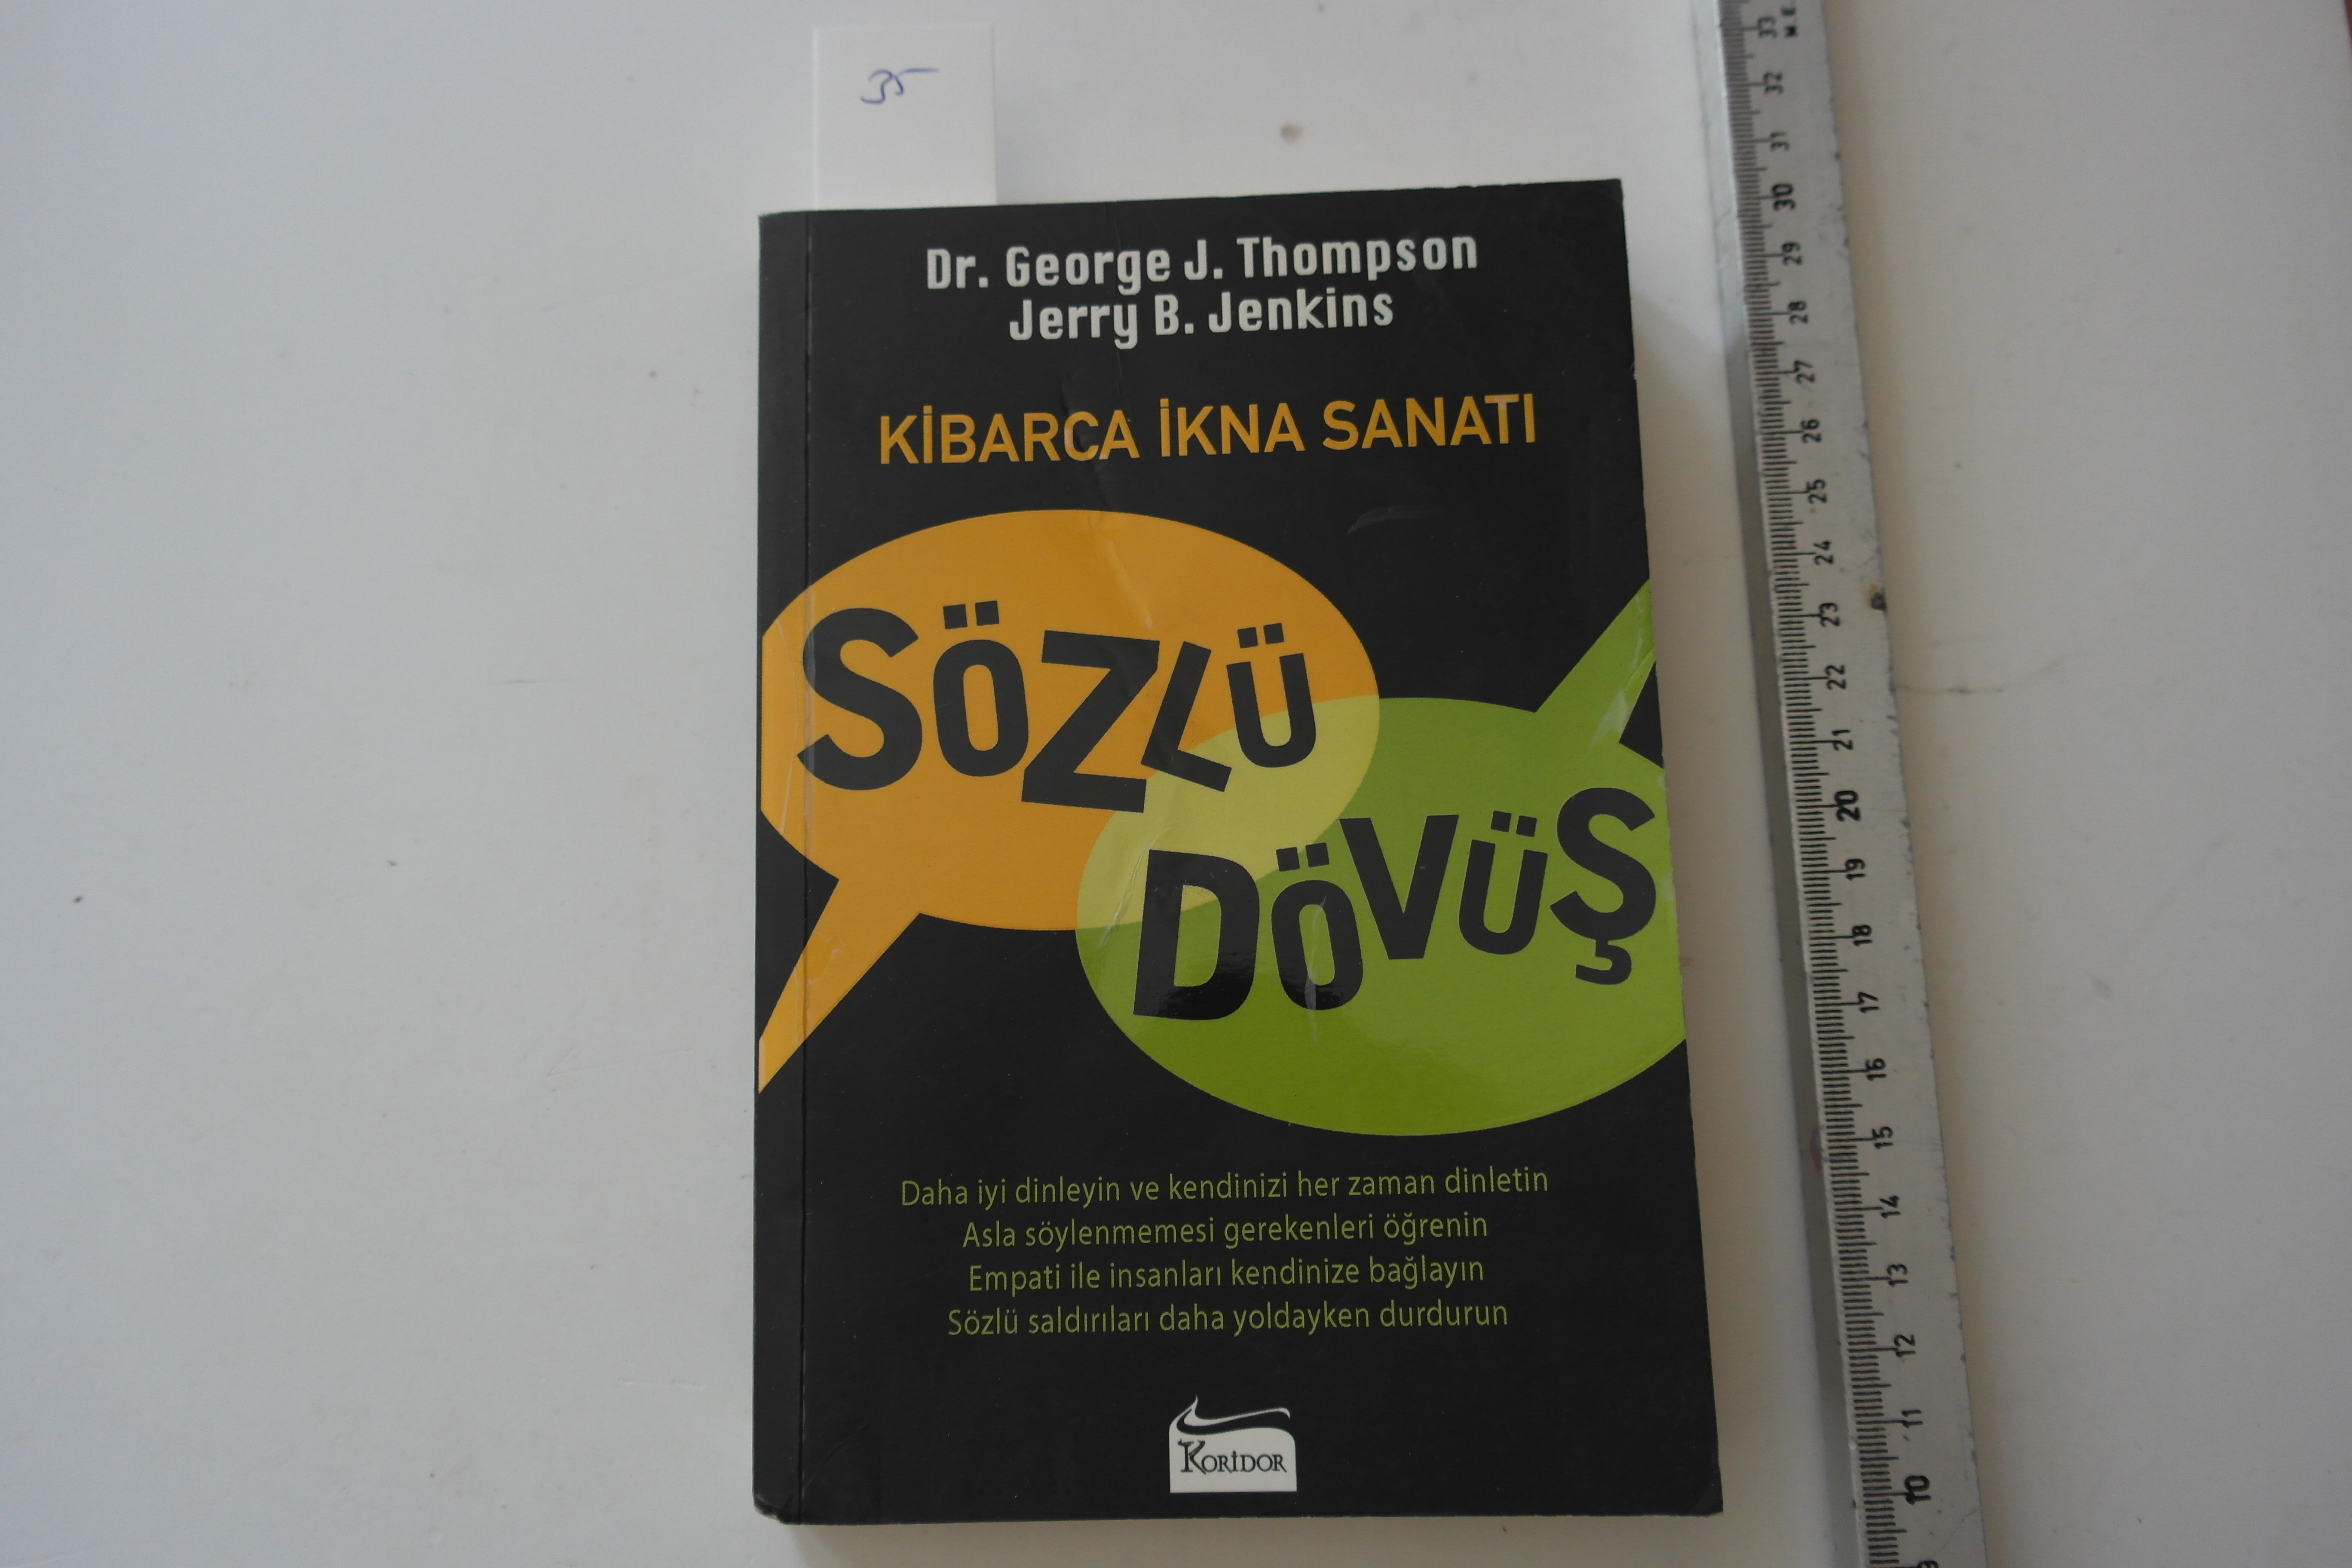 35
Dr. George J. Thompson
Jerry B. Jenkins
KİBARCA İKNA SANATI
SÖZLÜ
DÖVÜŞ
Daha iyi dinleyin ve kendinizi her zaman dinletin
Asla söylenmemesi gerekenleri öğrenin
Empati ile insanları kendinize bağlayın
Sözlü saldırıları daha yoldayken durdurun
KORİDOR
33
32
31
30
29
28
27
26
25
24
23
22
21
20
19
18
17
16
15
14
13
12
11
10